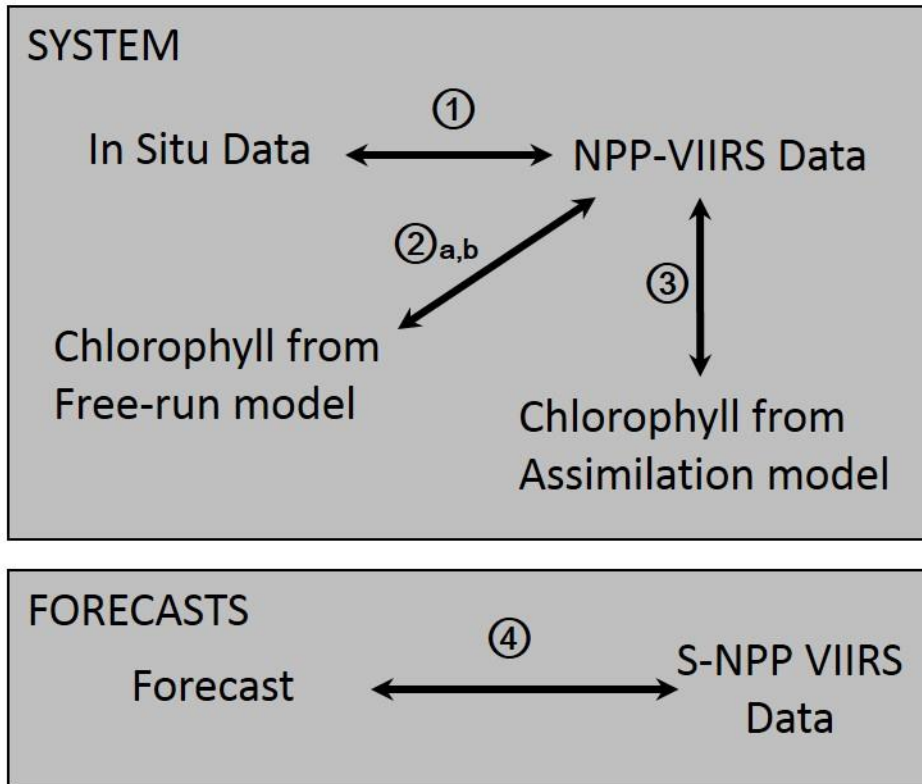 SYSTEM
①
In Situ Data
NPP-VIIRS Data
②a,b
③
Chlorophyll from
Free-run model
Chlorophyll from
Assimilation model
FORECASTS
④
Forecast
S-NPP VIIRS
Data